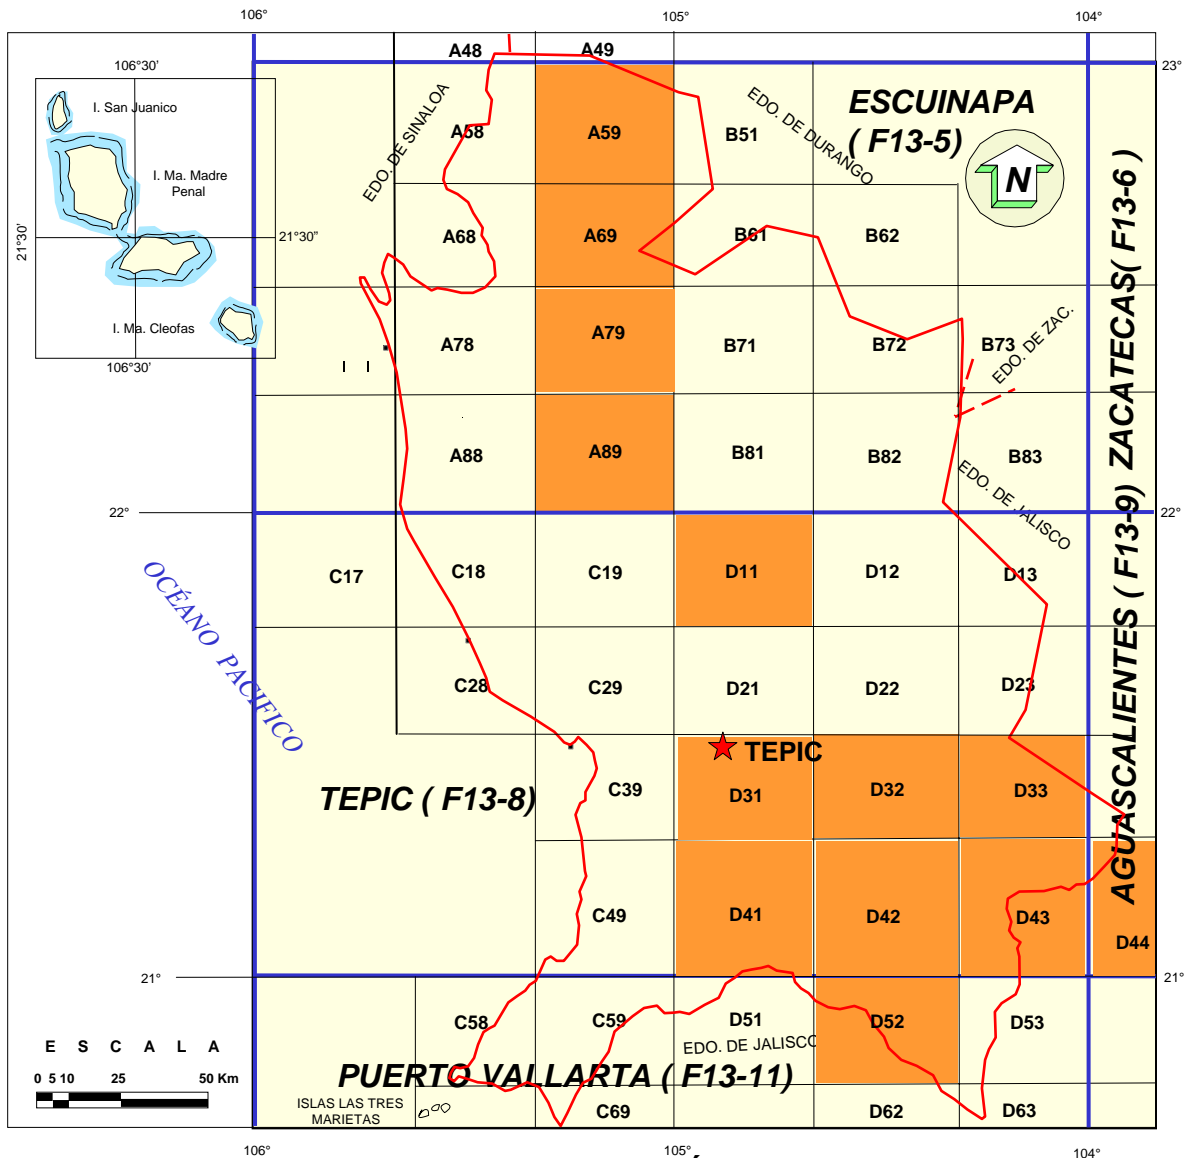 106°
105°
104°
A48
A49
23°
106°30'
I. San Juanico
I. Ma. Madre
Penal
21°30'
21°30"
I. Ma. Cleofas
106°30'
EDO. DE SINALOA
EDO. DE DURANGO
ESCUINAPA
( F13-5)
N
A58
A59
B51
A68
A69
B61
B62
A78
A79
B71
B72
B73
EDO. DE ZAC.
A88
A89
B81
B82
B83
EDO. DE JALISCO
ZACATECAS( F13-6 )
AGUASCALIENTES ( F13-9)
22°
22°
OCÉANO PACIFICO
C17
C18
C19
D11
D12
D13
C28
C29
D21
D22
D23
TEPIC
TEPIC ( F13-8)
C39
D31
D32
D33
C49
D41
D42
D43
D44
21°
21°
C58
C59
D51
D52
D53
EDO. DE JALISCO
E S C A L A
0 5 10 25 50 Km
PUERTO VALLARTA ( F13-11)
ISLAS LAS TRES
MARIETAS
C69
D62
D63
106°
105°
104°